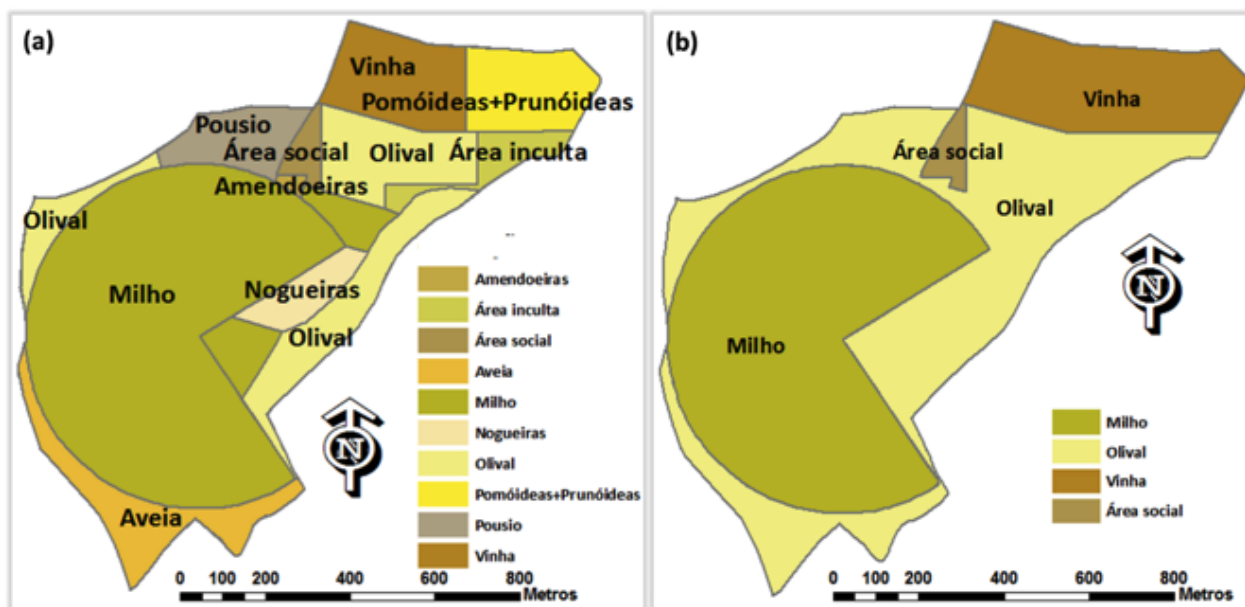 (a)
Vinha
Pomóideas+Prunóideas
Pousio
Área social
Olival
Área inculta
Amendoeiras
Olival
Milho
Nogueiras
Olival
Aveia
Amendoeiras
Área inculta
Área social
Aveia
Milho
Nogueiras
Olival
Pomóideas+Prunóideas
Pousio
Vinha
N
0 100 200 400 600 800
Metros
(b)
Vinha
Área social
Olival
Milho
N
Milho
Olival
Vinha
Área social
0 100 200 400 600 800
Metros